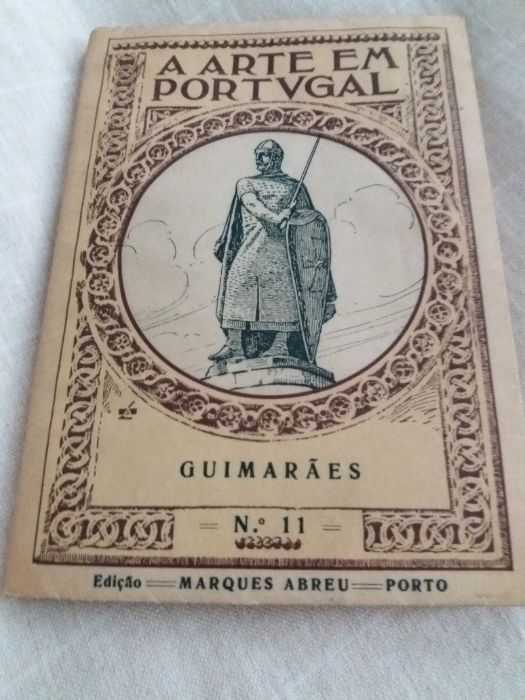 A ARTE EM
PORTVGAL
GUIMARÃES
N.º 11
Edição MARQUES ABREU PORTO